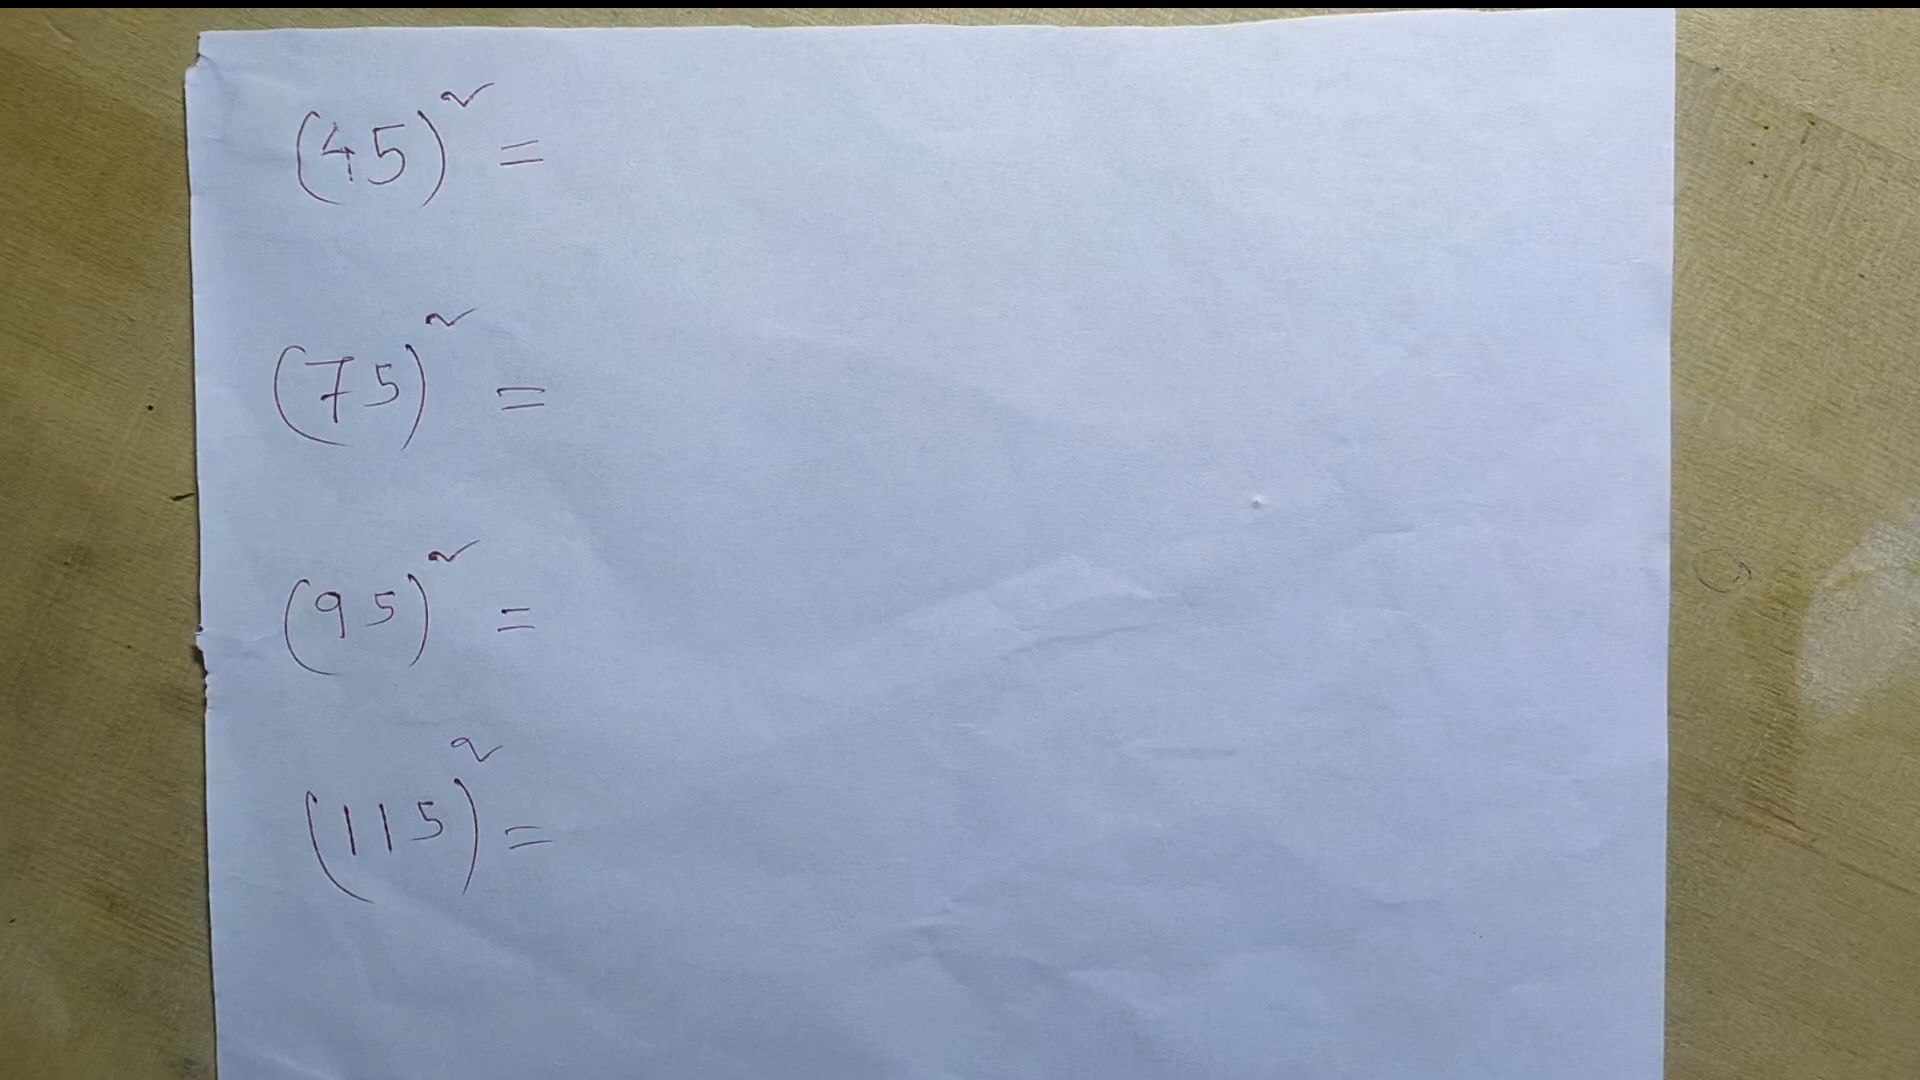 (45)² =
(75)² =
(95)² =
(115)² =